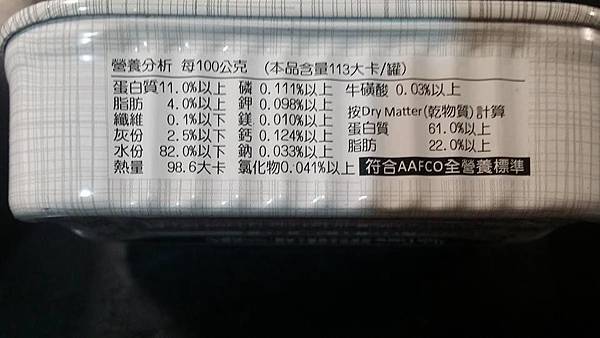 營養分析 每100公克 (本品含量113大卡/罐)
蛋白質11.0%以上 磷 0.111%以上 牛磺酸 0.03%以上
脂肪 4.0%以上 鉀 0.098%以上 按Dry Matter(乾物質)計算
纖維 0.1%以下 鎂 0.010%以上 蛋白質 61.0%以上
灰份 2.5%以下 鈣 0.124%以上 脂肪 22.0%以上
水份 82.0%以下 鈉 0.033%以上
熱量 98.6大卡 氯化物0.041%以上 符合AAFCO全營養標準